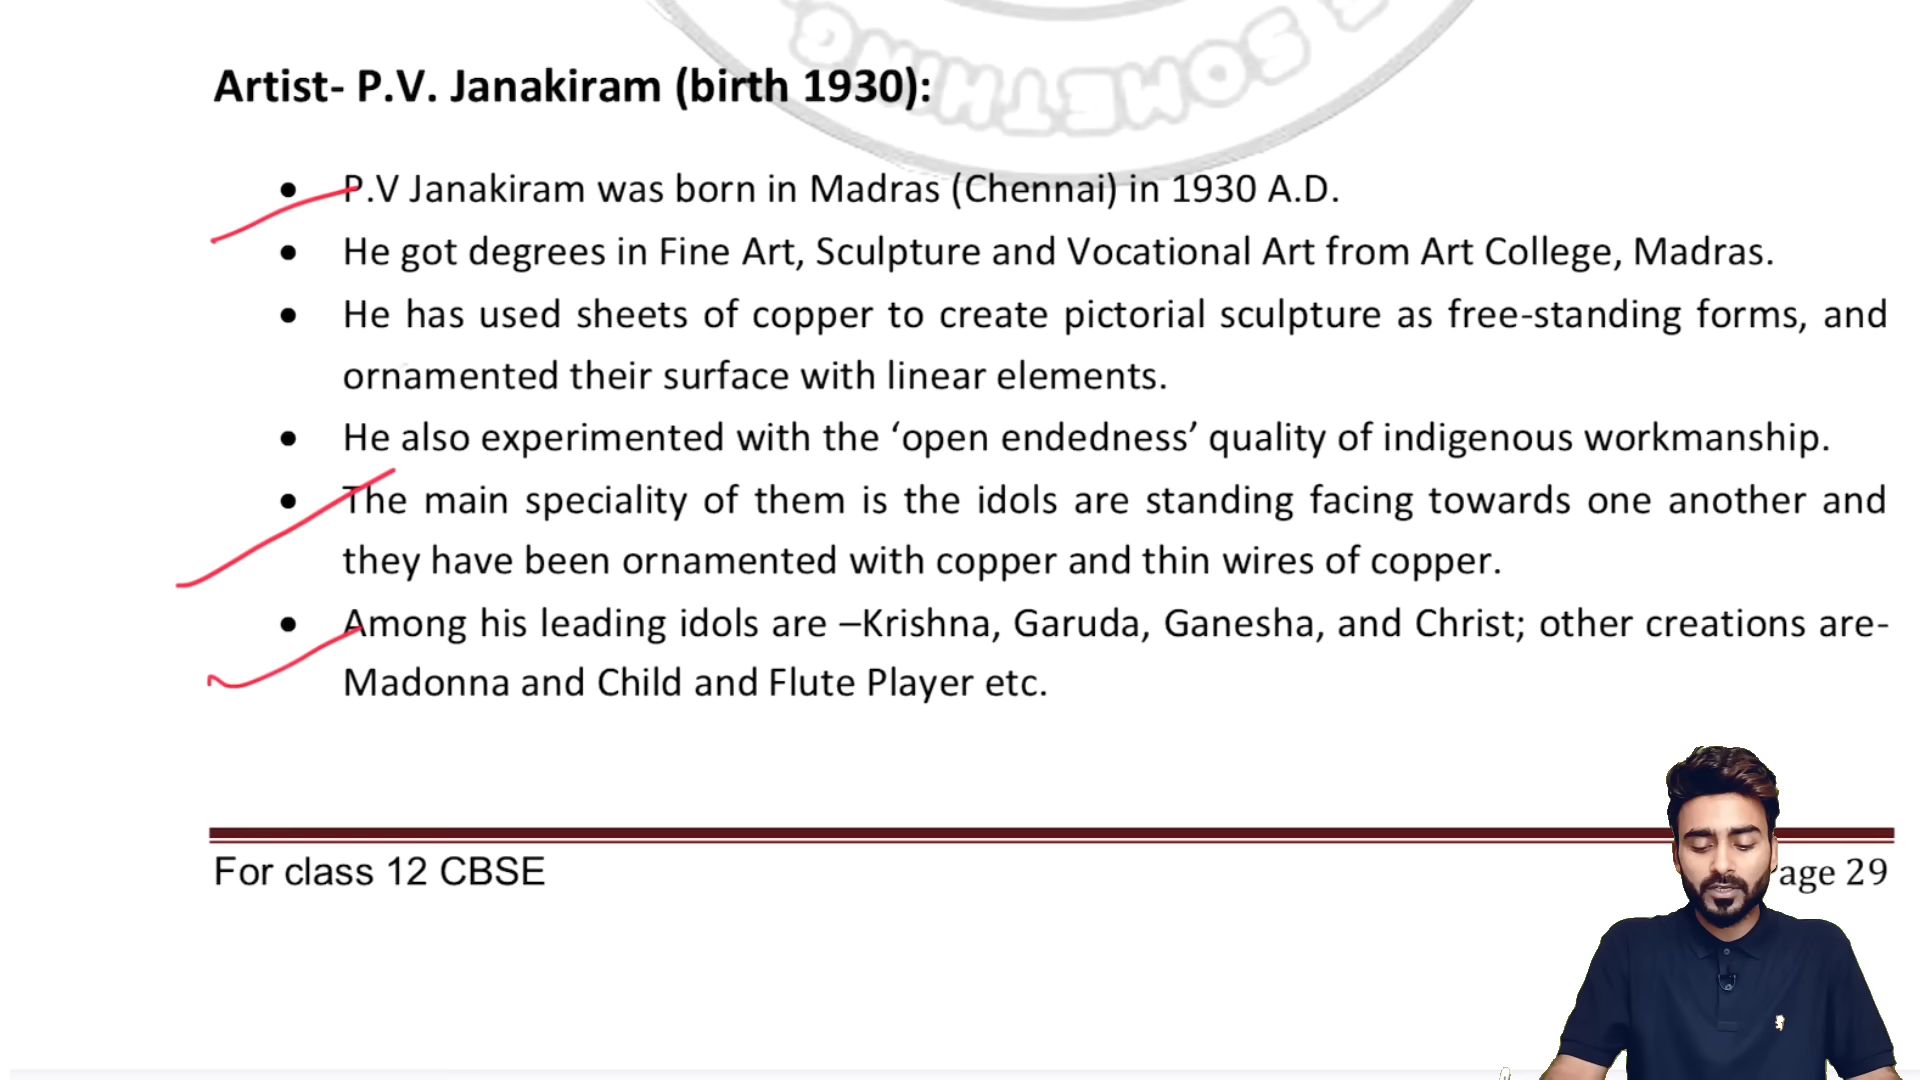 SOMETHING
Artist- P.V. Janakiram (birth 1930):
• P.V Janakiram was born in Madras (Chennai) in 1930 A.D.
• He got degrees in Fine Art, Sculpture and Vocational Art from Art College, Madras.
• He has used sheets of copper to create pictorial sculpture as free-standing forms, and
ornamented their surface with linear elements.
• He also experimented with the ‘open endedness’ quality of indigenous workmanship.
• The main speciality of them is the idols are standing facing towards one another and
they have been ornamented with copper and thin wires of copper.
• Among his leading idols are –Krishna, Garuda, Ganesha, and Christ; other creations are-
Madonna and Child and Flute Player etc.
For class 12 CBSE
age 29